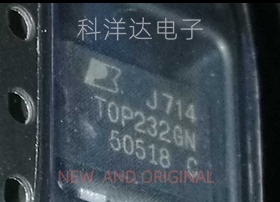 科洋达电子
J714
TOP232GN
50518 C
NEW AND ORIGINAL